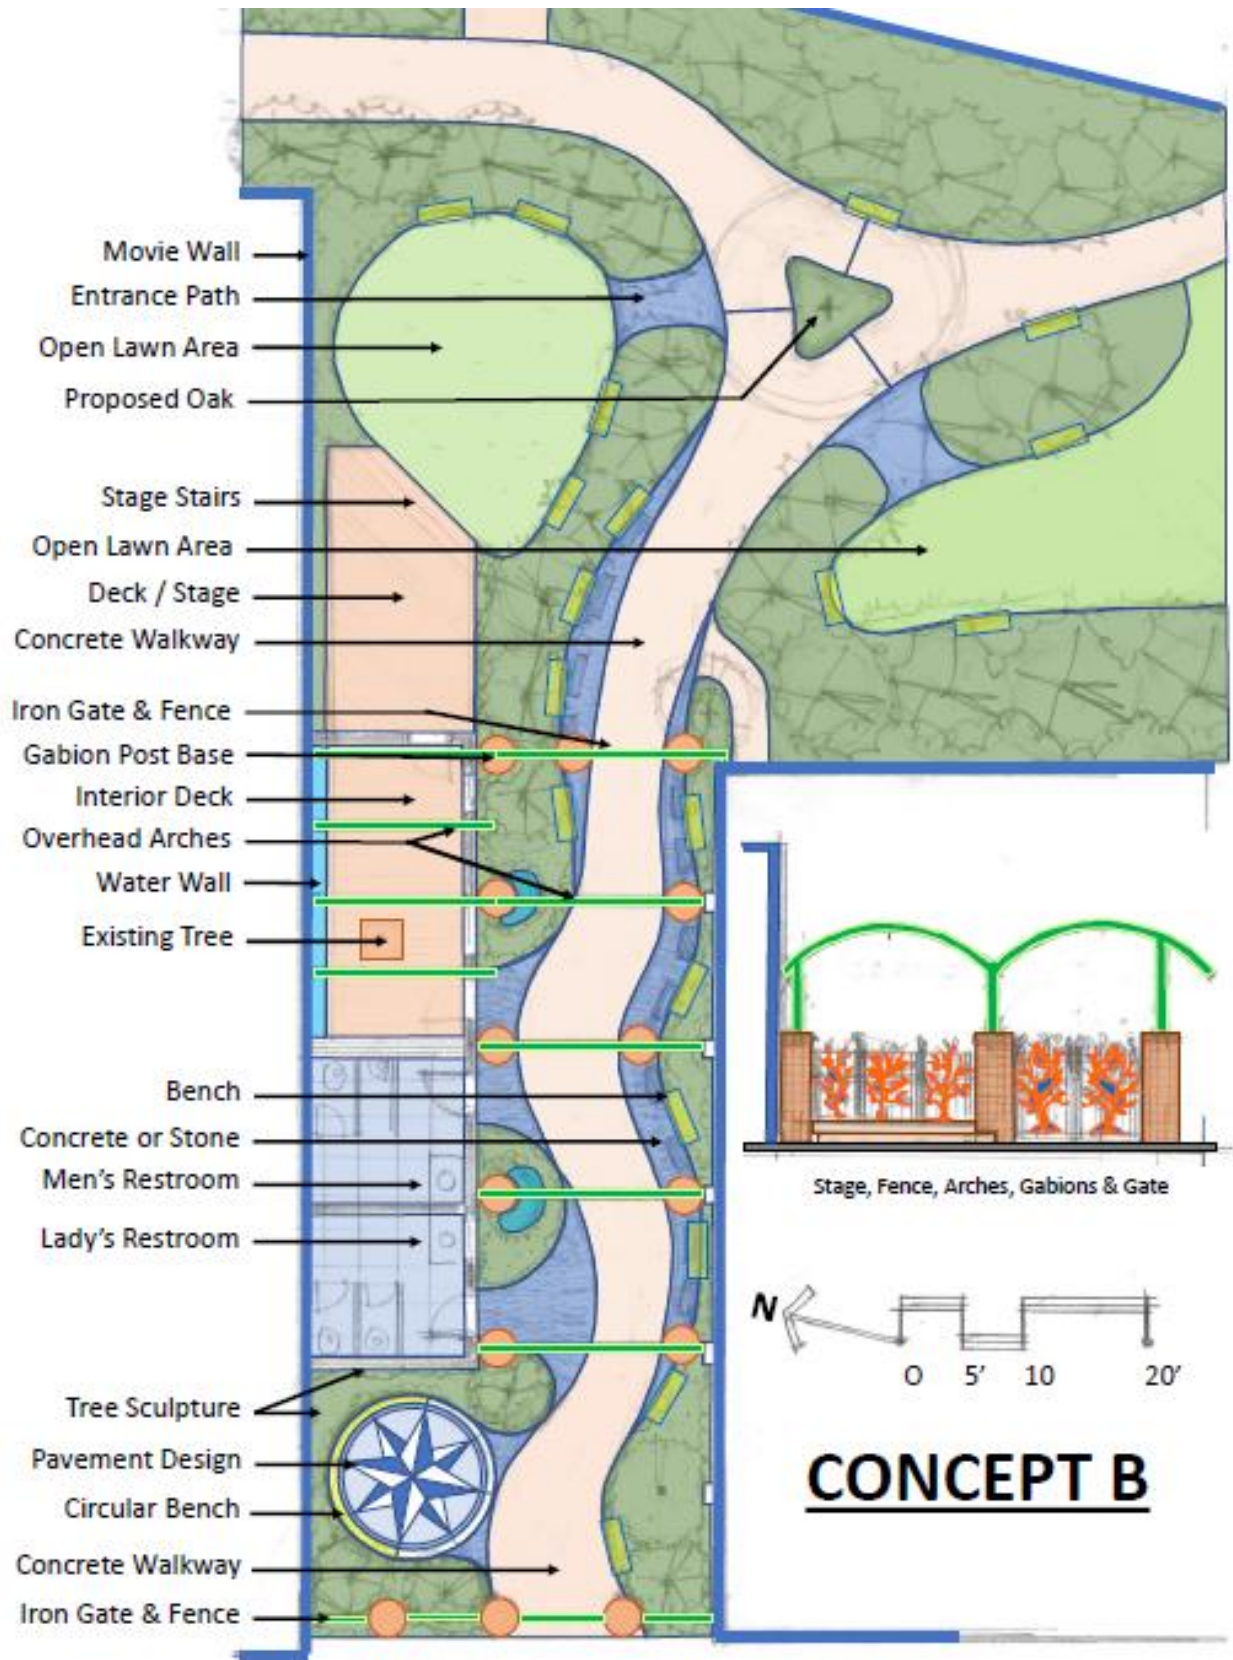 Movie Wall
Entrance Path
Open Lawn Area
Proposed Oak
Stage Stairs
Open Lawn Area
Deck / Stage
Concrete Walkway
Iron Gate & Fence
Gabion Post Base
Interior Deck
Overhead Arches
Water Wall
Existing Tree
Bench
Concrete or Stone
Men's Restroom
Lady's Restroom
Tree Sculpture
Pavement Design
Circular Bench
Concrete Walkway
Iron Gate & Fence
Stage, Fence, Arches, Gabions & Gate
N
O 5' 10 20'
CONCEPT B